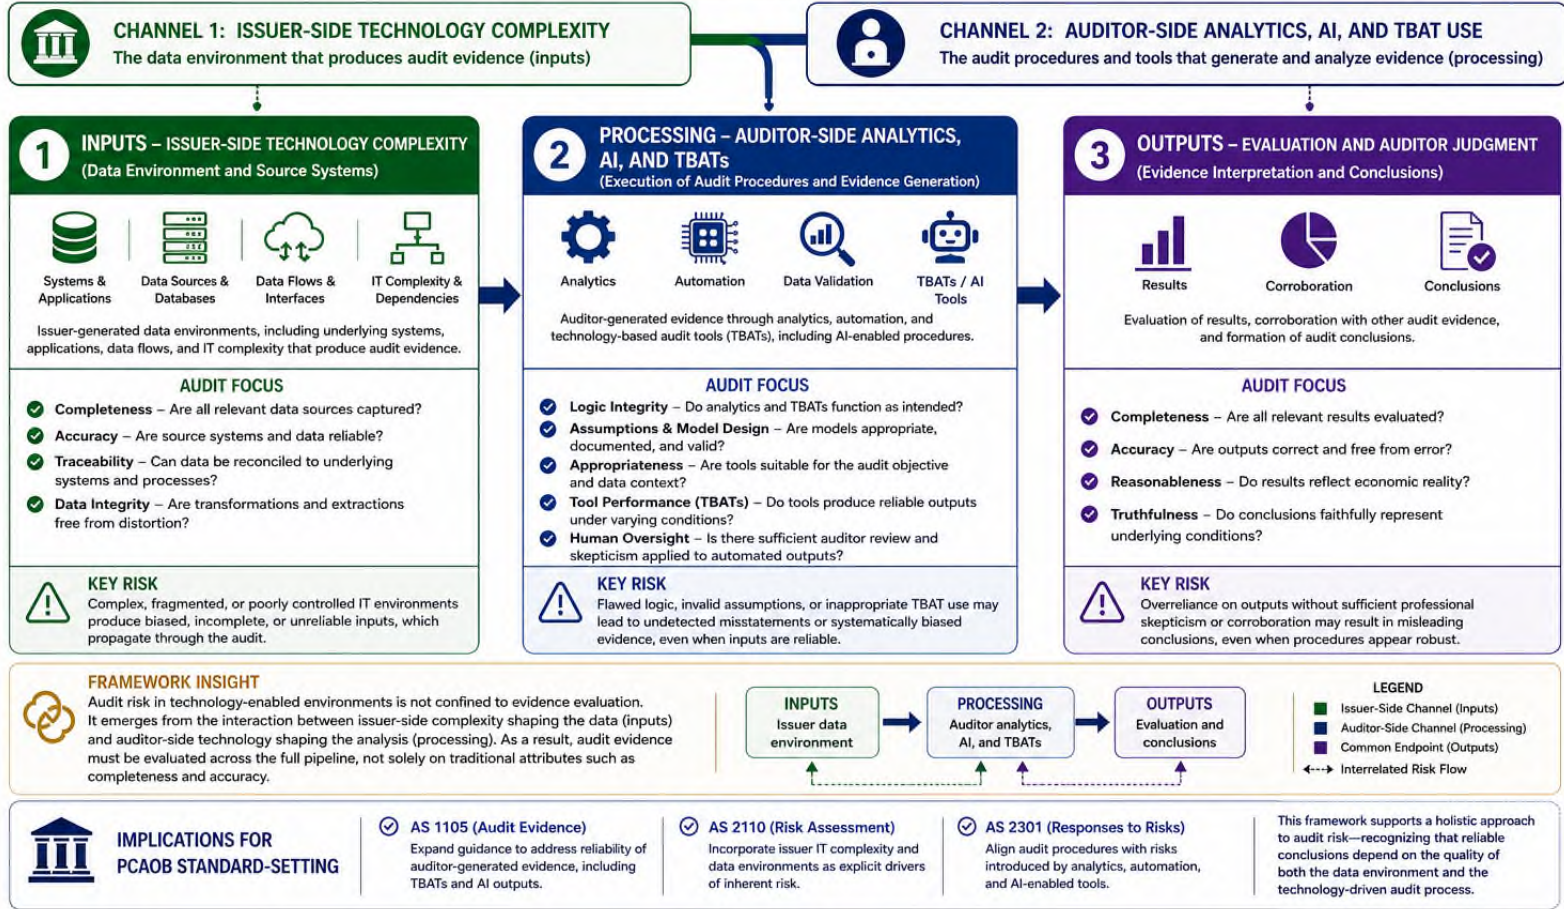 CHANNEL 1: ISSUER-SIDE TECHNOLOGY COMPLEXITY
The data environment that produces audit evidence (inputs)
CHANNEL 2: AUDITOR-SIDE ANALYTICS, AI, AND TBAT USE
The audit procedures and tools that generate and analyze evidence (processing)
1
INPUTS – ISSUER-SIDE TECHNOLOGY COMPLEXITY
(Data Environment and Source Systems)
Systems &
Applications
Data Sources &
Databases
Data Flows &
Interfaces
IT Complexity &
Dependencies
Issuer-generated data environments, including underlying systems,
applications, data flows, and IT complexity that produce audit evidence.
AUDIT FOCUS
Completeness – Are all relevant data sources captured?
Accuracy – Are source systems and data reliable?
Traceability – Can data be reconciled to underlying
systems and processes?
Data Integrity – Are transformations and extractions
free from distortion?
KEY RISK
Complex, fragmented, or poorly controlled IT environments
produce biased, incomplete, or unreliable inputs, which
propagate through the audit.
2
PROCESSING – AUDITOR-SIDE ANALYTICS,
AI, AND TBATs
(Execution of Audit Procedures and Evidence Generation)
Analytics
Automation
Data Validation
TBATs / AI
Tools
Auditor-generated evidence through analytics, automation, and
technology-based audit tools (TBATs), including AI-enabled procedures.
AUDIT FOCUS
Logic Integrity – Do analytics and TBATs function as intended?
Assumptions & Model Design – Are models appropriate,
documented, and valid?
Appropriateness – Are tools suitable for the audit objective
and data context?
Tool Performance (TBATs) – Do tools produce reliable outputs
under varying conditions?
Human Oversight – Is there sufficient auditor review and
skepticism applied to automated outputs?
KEY RISK
Flawed logic, invalid assumptions, or inappropriate TBAT use may
lead to undetected misstatements or systematically biased
evidence, even when inputs are reliable.
3
OUTPUTS – EVALUATION AND AUDITOR JUDGMENT
(Evidence Interpretation and Conclusions)
Results
Corroboration
Conclusions
Evaluation of results, corroboration with other audit evidence,
and formation of audit conclusions.
AUDIT FOCUS
Completeness – Are all relevant results evaluated?
Accuracy – Are outputs correct and free from error?
Reasonableness – Do results reflect economic reality?
Truthfulness – Do conclusions faithfully represent
underlying conditions?
KEY RISK
Overreliance on outputs without sufficient professional
skepticism or corroboration may result in misleading
conclusions, even when procedures appear robust.
FRAMEWORK INSIGHT
Audit risk in technology-enabled environments is not confined to evidence evaluation.
It emerges from the interaction between issuer-side complexity shaping the data (inputs)
and auditor-side technology shaping the analysis (processing). As a result, audit evidence
must be evaluated across the full pipeline, not solely on traditional attributes such as
completeness and accuracy.
INPUTS
Issuer data
environment
PROCESSING
Auditor analytics,
AI, and TBATs
OUTPUTS
Evaluation and
conclusions
LEGEND
Issuer-Side Channel (Inputs)
Auditor-Side Channel (Processing)
Common Endpoint (Outputs)
Interrelated Risk Flow
IMPLICATIONS FOR
PCAOB STANDARD-SETTING
AS 1105 (Audit Evidence)
Expand guidance to address reliability of
auditor-generated evidence, including
TBATs and AI outputs.
AS 2110 (Risk Assessment)
Incorporate issuer IT complexity and
data environments as explicit drivers
of inherent risk.
AS 2301 (Responses to Risks)
Align audit procedures with risks
introduced by analytics, automation,
and AI-enabled tools.
This framework supports a holistic approach
to audit risk—recognizing that reliable
conclusions depend on the quality of
both the data environment and the
technology-driven audit process.